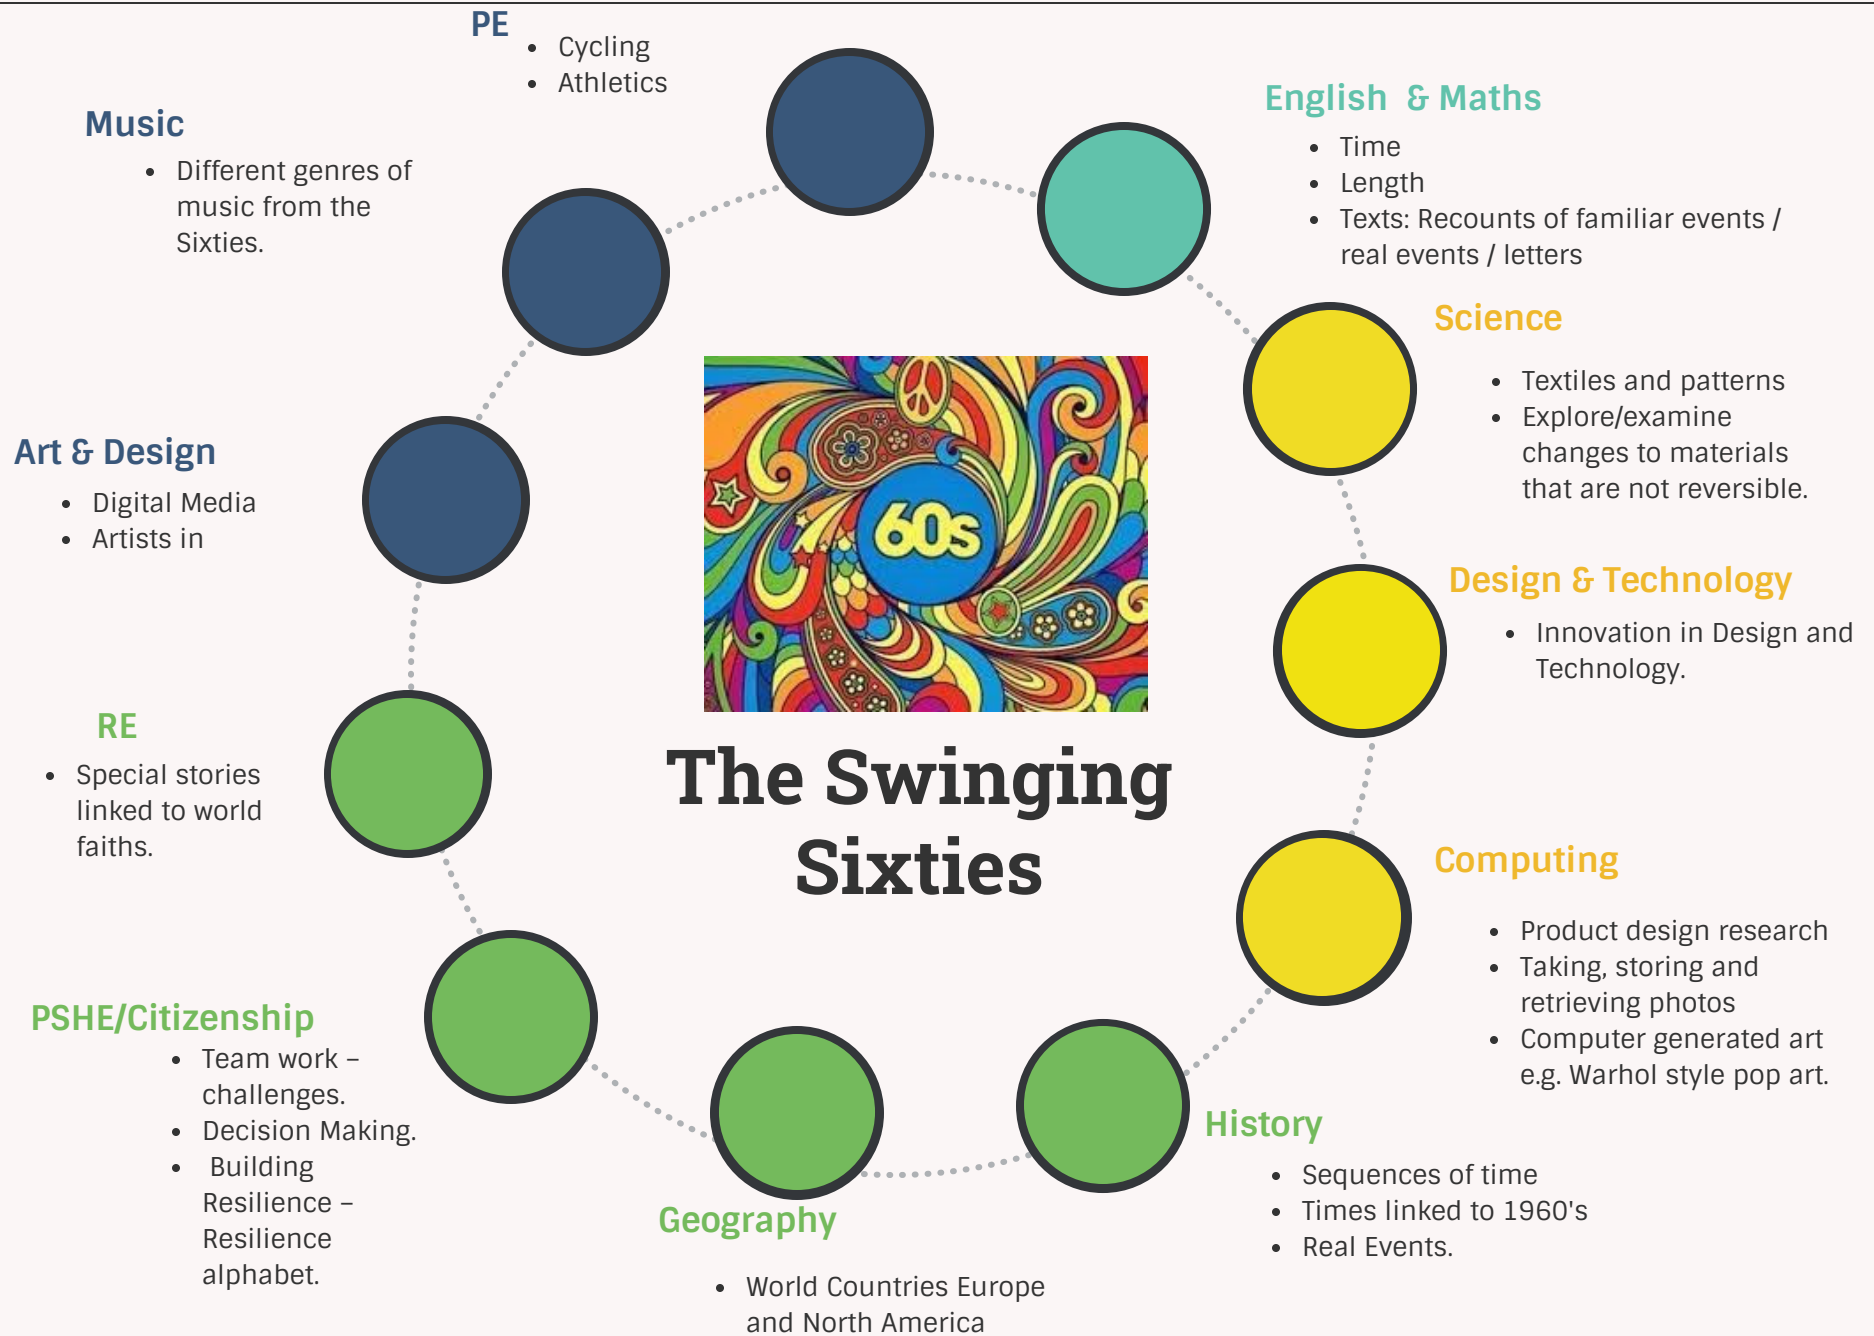 PE
• Cycling
• Athletics
Music
• Different genres of
music from the
Sixties.
English & Maths
• Time
• Length
• Texts: Recounts of familiar events /
real events / letters
Science
• Textiles and patterns
• Explore/examine
changes to materials
that are not reversible.
Art & Design
• Digital Media
• Artists in
60s
Design & Technology
• Innovation in Design and
Technology.
RE
• Special stories
linked to world
faiths.
The Swinging
Sixties
Computing
• Product design research
• Taking, storing and
retrieving photos
• Computer generated art
e.g. Warhol style pop art.
PSHE/Citizenship
• Team work –
challenges.
• Decision Making.
• Building
Resilience –
Resilience
alphabet.
History
• Sequences of time
• Times linked to 1960's
• Real Events.
Geography
• World Countries Europe
and North America